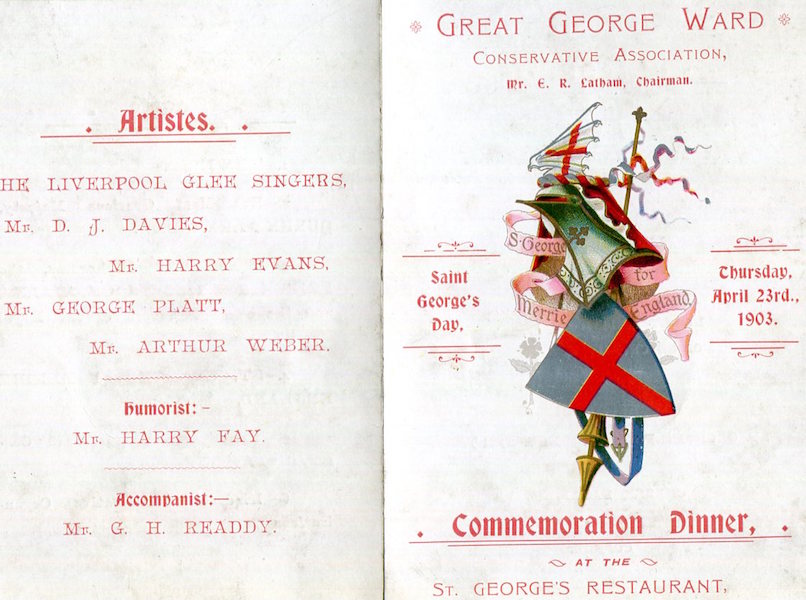 Artistes.
HE LIVERPOOL GLEE SINGERS,
Mr. D. J. DAVIES,
Mr. HARRY EVANS,
Mr. GEORGE PLATT,
Mr. ARTHUR WEBER.
Humorist:-
Mr. HARRY FAY.
Accompanist:—
Mr. G. H. READDY.
GREAT GEORGE WARD
CONSERVATIVE ASSOCIATION,
Mr. E. R. Latham, Chairman.
St George
for
Merrie
England
Saint
George's
Day,
Thursday,
April 23rd.,
1903.
Commemoration Dinner,
AT THE
ST. GEORGE'S RESTAURANT,